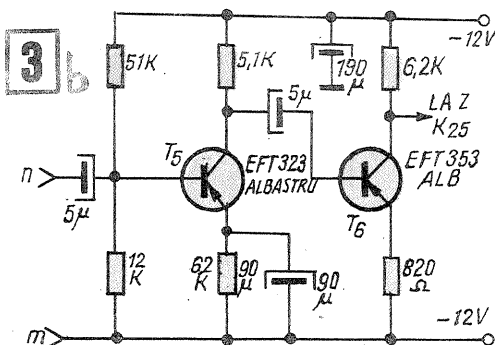 3 b
-12V
51K
5,1K
190 µ
6,2K
5µ
LA Z
K25
T5
EFT323
ALBASTRU
EFT353
ALB
n
5µ
T6
12 K
62 K
90 µ
90 µ
820 Ω
-12V
m